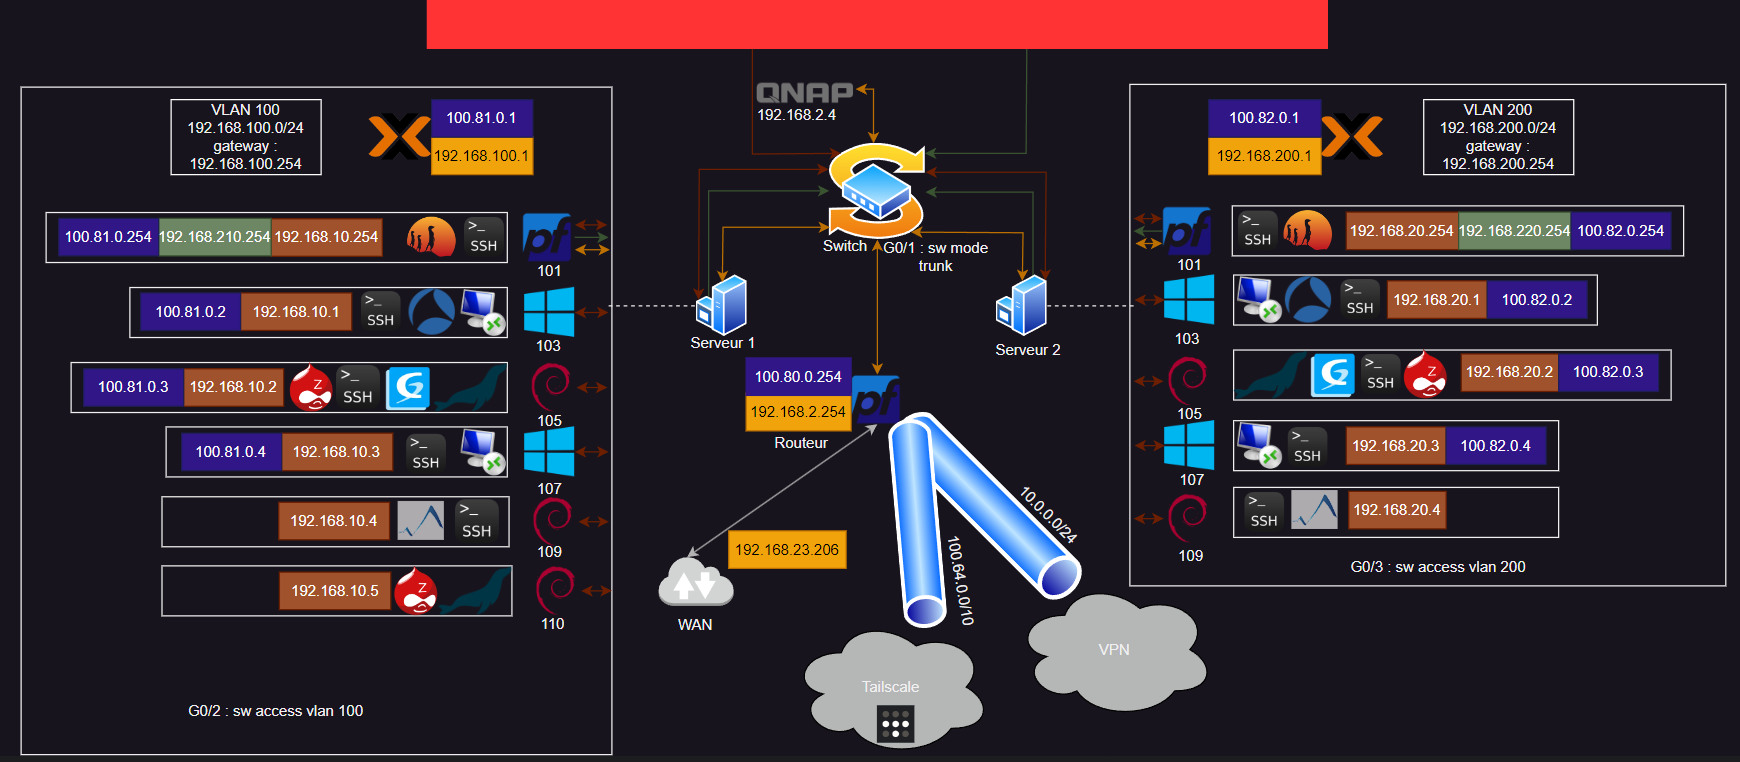 QNAP
192.168.2.4
VLAN 100
192.168.100.0/24
gateway :
192.168.100.254
100.81.0.1
192.168.100.1
100.81.0.254
192.168.210.254
192.168.10.254
>_
SSH
pf
101
100.81.0.2
192.168.10.1
>_
SSH
103
100.81.0.3
192.168.10.2
Z
>_
SSH
105
100.81.0.4
192.168.10.3
>_
SSH
107
192.168.10.4
>_
SSH
109
192.168.10.5
Z
110
G0/2 : sw access vlan 100
Switch
G0/1 : sw mode
trunk
Serveur 1
Serveur 2
100.80.0.254
192.168.2.254
pf
Routeur
192.168.23.206
WAN
100.64.0.0/10
10.0.0.0/24
Tailscale
VPN
100.82.0.1
192.168.200.1
VLAN 200
192.168.200.0/24
gateway :
192.168.200.254
pf
101
>_
SSH
192.168.20.254
192.168.220.254
100.82.0.254
103
>_
SSH
192.168.20.1
100.82.0.2
105
>_
SSH
Z
192.168.20.2
100.82.0.3
107
>_
SSH
192.168.20.3
100.82.0.4
109
>_
SSH
192.168.20.4
G0/3 : sw access vlan 200